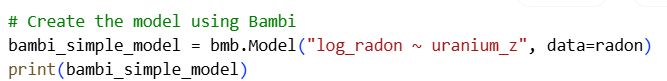 # Create the model using Bambi
bambi_simple_model = bmb.Model("log_radon ~ uranium_z", data=radon)
print(bambi_simple_model)